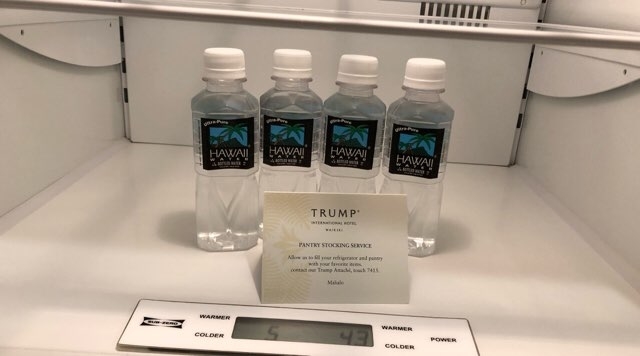 Ultra-Pure
HAWAII
WATER
BOTTLED WATER
Ultra-Pure
HAWAII
WATER
BOTTLED WATER
HAWAII
WATER
BOTTLED WATER
Ultra-Pure
HAWAII
WATER
BOTTLED WATER
TRUMP®
INTERNATIONAL HOTEL
WAIKIKI
PANTRY STOCKING SERVICE
Allow us to fill your refrigerator and pantry
with your favorite items.
contact our Trump Attaché, touch 7415.
Mahalo
SUB-ZERO
WARMER
COLDER
5 43
WARMER
COLDER
POWER